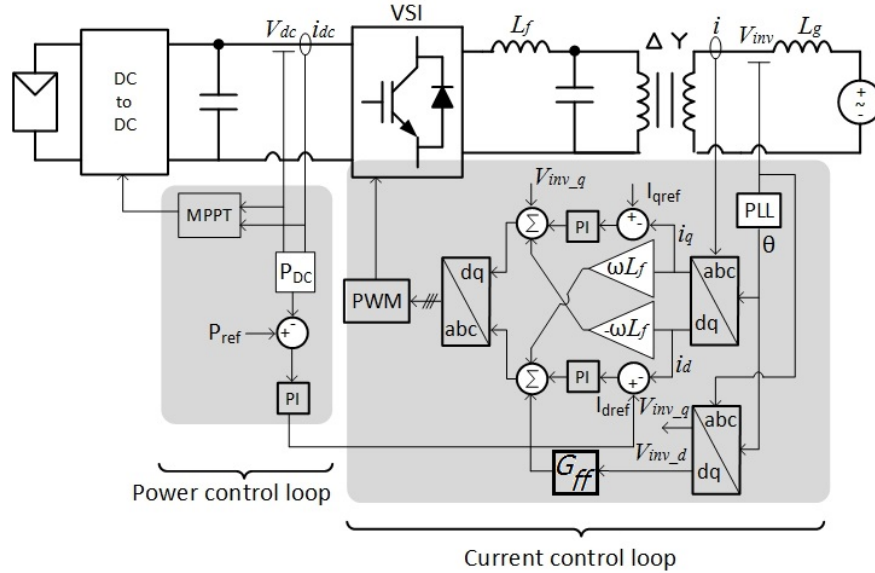 VSI
V_dc i_dc
L_f
Δ Y
i
V_inv
L_g
DC
to
DC
+
~
-
MPPT
V_inv_q
I_qref
PLL
θ
P_DC
Σ
PI
+ -
i_q
ωL_f
abc
dq
dq
abc
PWM
P_ref
+ -
-ωL_f
PI
Σ
PI
+ -
i_d
I_dref
V_inv_q
abc
dq
V_inv_d
G_ff
Power control loop
Current control loop